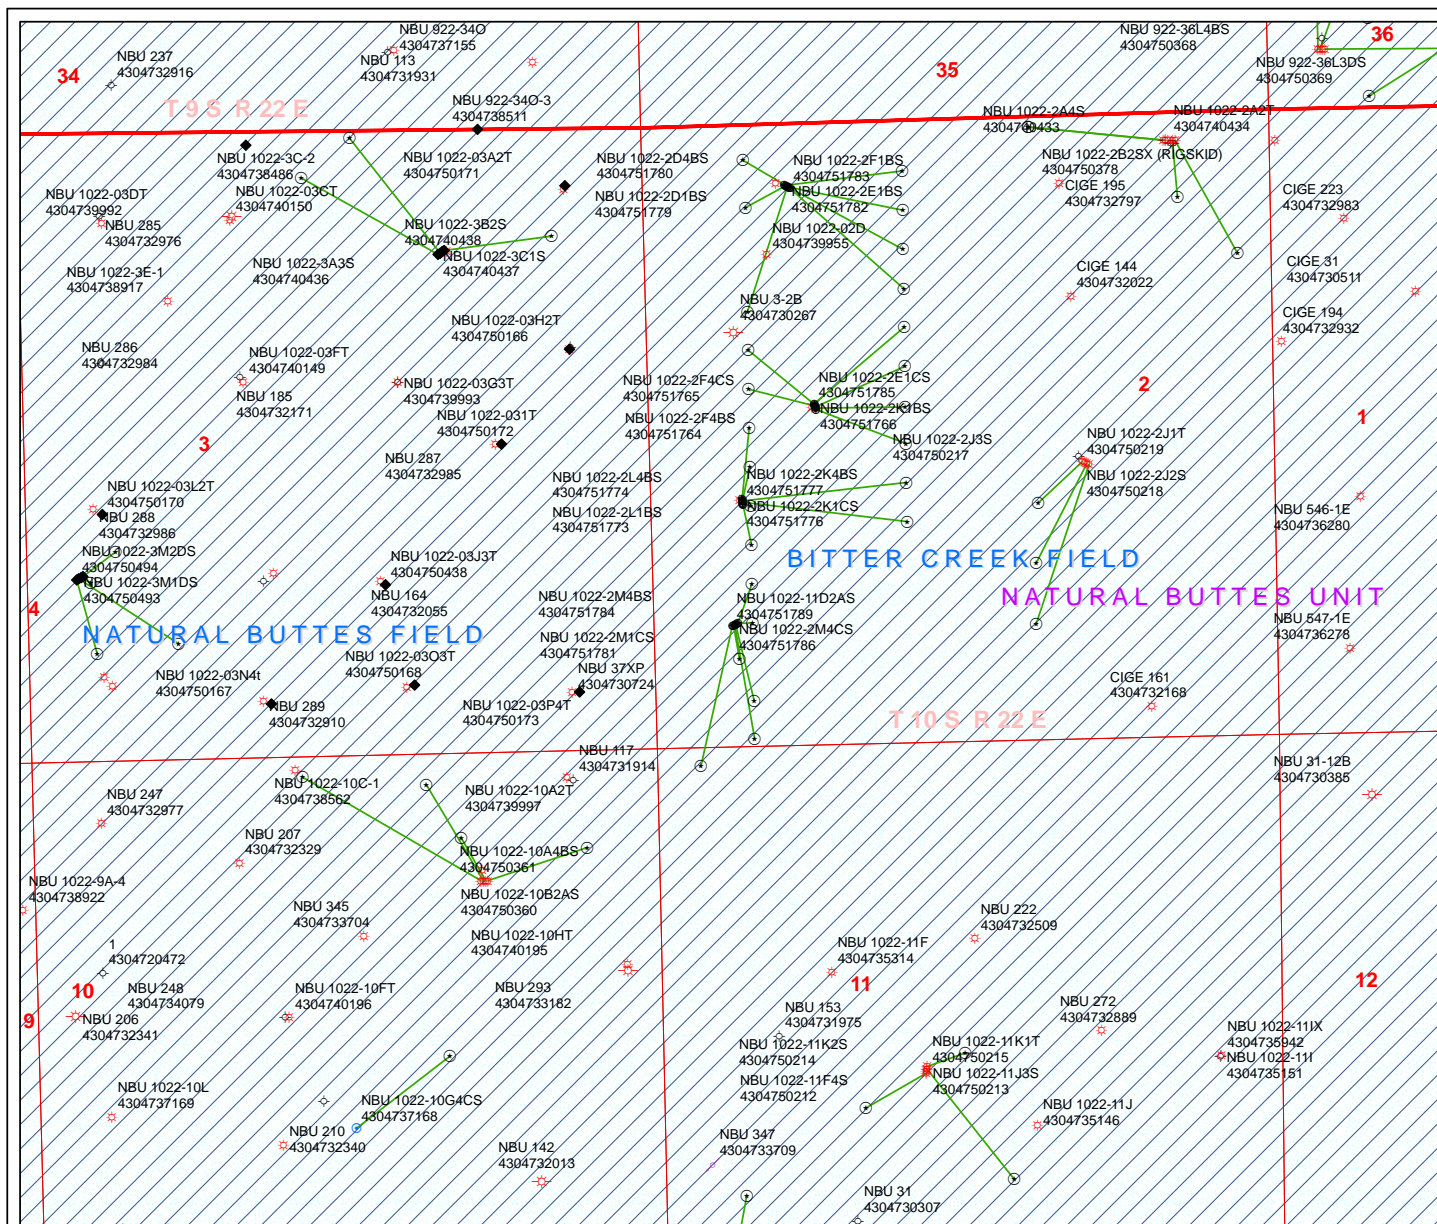 NBU 922-34O
4304737155
NBU 113
4304731931
NBU 237
4304732916
34
T 9 S R 22 E
NBU 922-34O-3
4304738511
35
NBU 922-36L4BS
4304750368
36
NBU 922-36L3DS
4304750369
NBU 1022-2A4S
NBU 1022-2A2T
4304740434
NBU 1022-2B2SX (RIGSKID)
4304750378
CIGE 195
4304732797
NBU 1022-3C-2
4304738486
NBU 1022-03A2T
4304750171
NBU 1022-2D4BS
4304751780
NBU 1022-2D1BS
4304751779
NBU 1022-2F1BS
4304751783
NBU 1022-2E1BS
4304751782
NBU 1022-03DT
4304739992
NBU 1022-03CT
4304740150
NBU 285
4304732976
CIGE 223
4304732983
NBU 1022-3B2S
4304740438
NBU 1022-3C1S
4304740437
NBU 1022-02D
4304739955
NBU 1022-3E-1
4304738917
NBU 1022-3A3S
4304740436
CIGE 144
4304732022
CIGE 31
4304730511
NBU 3-2B
4304730267
CIGE 194
4304732932
NBU 1022-03H2T
4304750166
NBU 286
4304732984
NBU 1022-03FT
4304740149
NBU 185
4304732171
NBU 1022-03G3T
4304739993
NBU 1022-2F4CS
4304751765
NBU 1022-2E1CS
4304751785
NBU 1022-2K1BS
4304751766
2
1
NBU 1022-031T
4304750172
NBU 1022-2F4BS
4304751764
NBU 1022-2J3S
4304750217
NBU 1022-2J1T
4304750219
NBU 1022-2J2S
4304750218
3
NBU 287
4304732985
NBU 1022-2L4BS
4304751774
NBU 1022-2K4BS
4304751777
NBU 1022-03L2T
4304750170
NBU 1022-2L1BS
4304751773
NBU 1022-2K1CS
4304751776
NBU 546-1E
4304736280
NBU 288
4304732986
NBU 1022-3M2DS
4304750494
NBU 1022-3M1DS
4304750493
NBU 1022-03J3T
4304750438
BITTER CREEK FIELD
NATURAL BUTTES UNIT
4
NBU 164
4304732055
NBU 1022-2M4BS
4304751784
NBU 1022-11D2AS
4304751789
NBU 1022-2M4CS
4304751786
NBU 547-1E
4304736278
NATURAL BUTTES FIELD
NBU 1022-2M1CS
4304751781
NBU 1022-03O3T
4304750168
NBU 37XP
4304730724
NBU 1022-03N4t
4304750167
CIGE 161
4304732168
NBU 289
4304732910
NBU 1022-03P4T
4304750173
T 10 S R 22 E
NBU 117
4304731914
NBU 31-12B
4304730385
NBU 1022-10C-1
4304738562
NBU 1022-10A2T
4304739997
NBU 247
4304732977
NBU 207
4304732329
NBU 1022-10A4BS
4304750361
NBU 1022-10B2AS
4304750360
NBU 1022-9A-4
4304738922
NBU 345
4304733704
NBU 222
4304732509
1
4304720472
NBU 1022-10HT
4304740195
NBU 1022-11F
4304735314
10
NBU 248
4304734079
NBU 1022-10FT
4304740196
NBU 293
4304733182
11
12
9
NBU 206
4304732341
NBU 153
4304731975
NBU 272
4304732889
NBU 1022-11K2S
4304750214
NBU 1022-11K1T
4304750215
NBU 1022-11IX
4304735942
NBU 1022-11I
4304735151
NBU 1022-11F4S
4304750212
NBU 1022-11J3S
4304750213
NBU 1022-10L
4304737169
NBU 1022-10G4CS
4304737168
NBU 1022-11J
4304735146
NBU 210
4304732340
NBU 142
4304732013
NBU 347
4304733709
NBU 31
4304730307